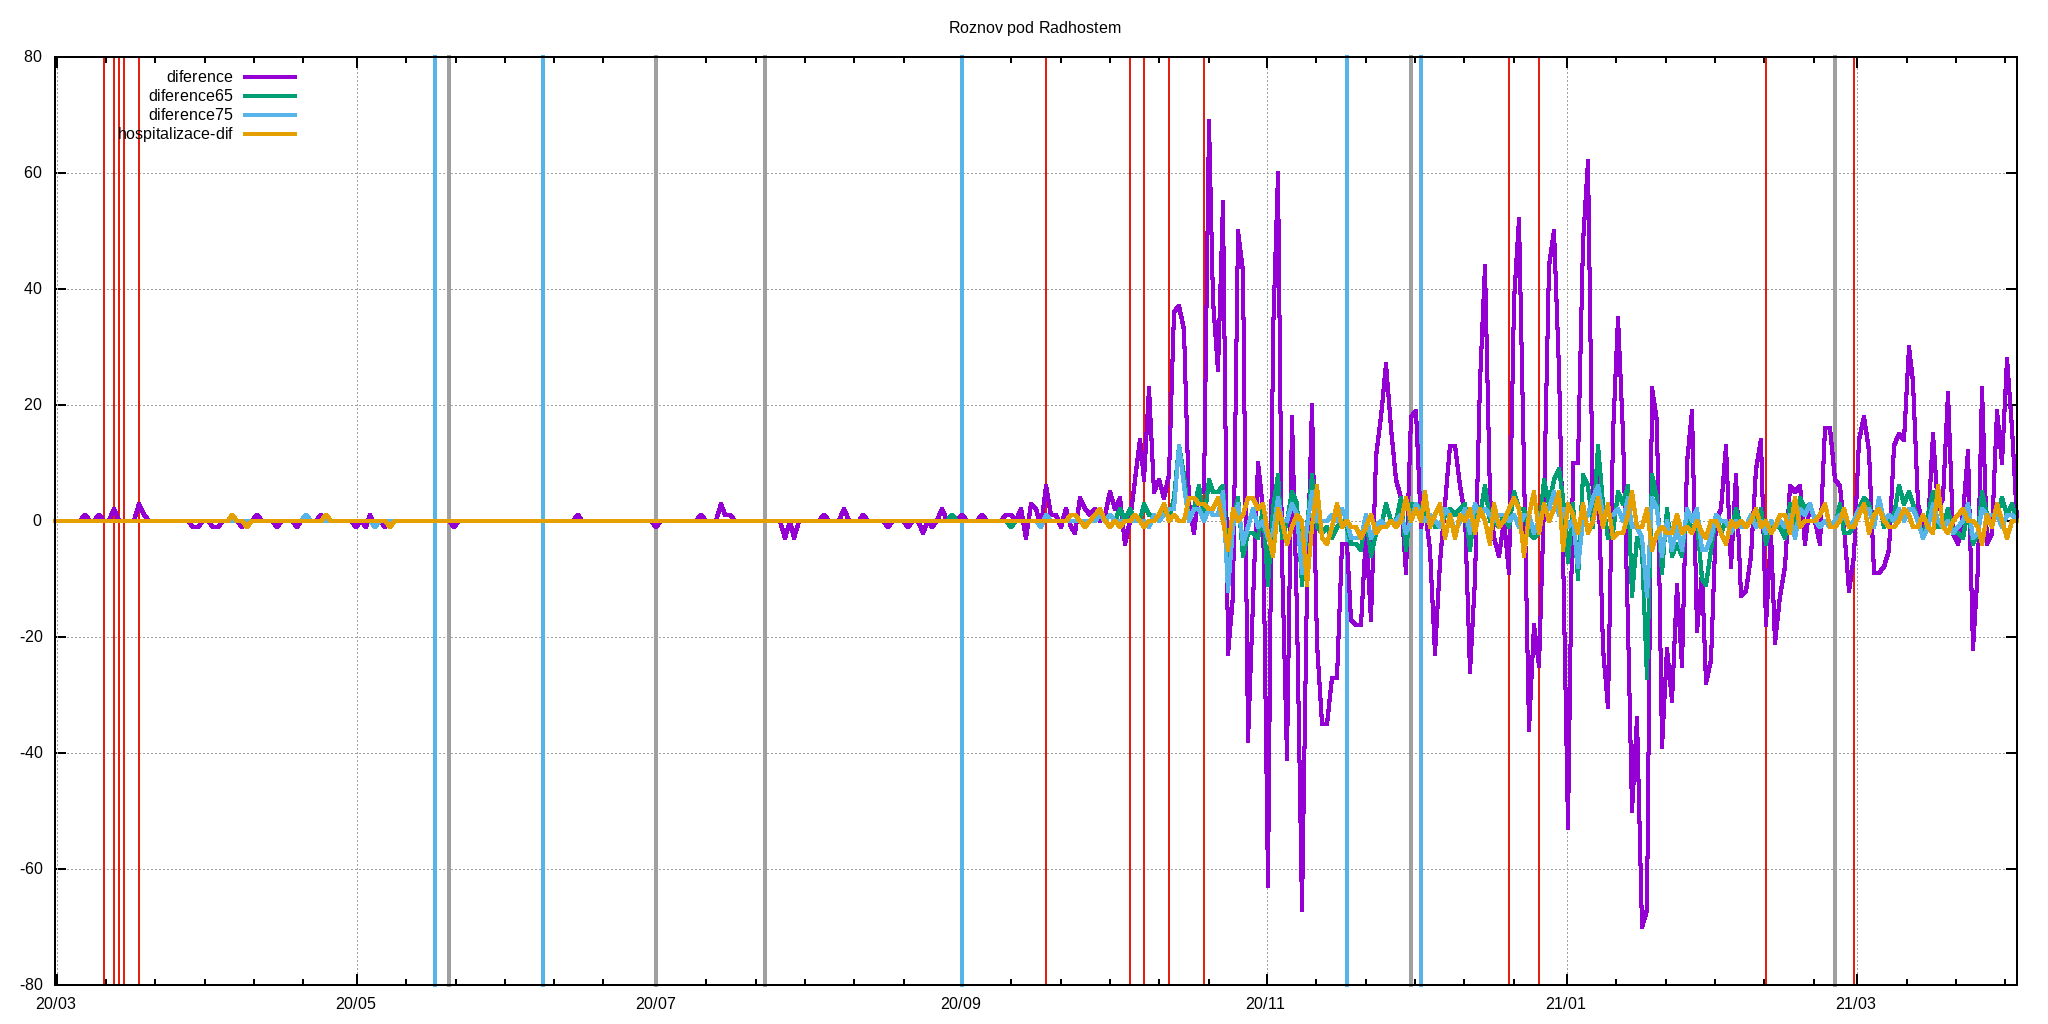 Roznov pod Radhostem
80
60
40
20
0
-20
-40
-60
-80
diference
diference65
diference75
hospitalizace-dif
20/03 20/05 20/07 20/09 20/11 21/01 21/03